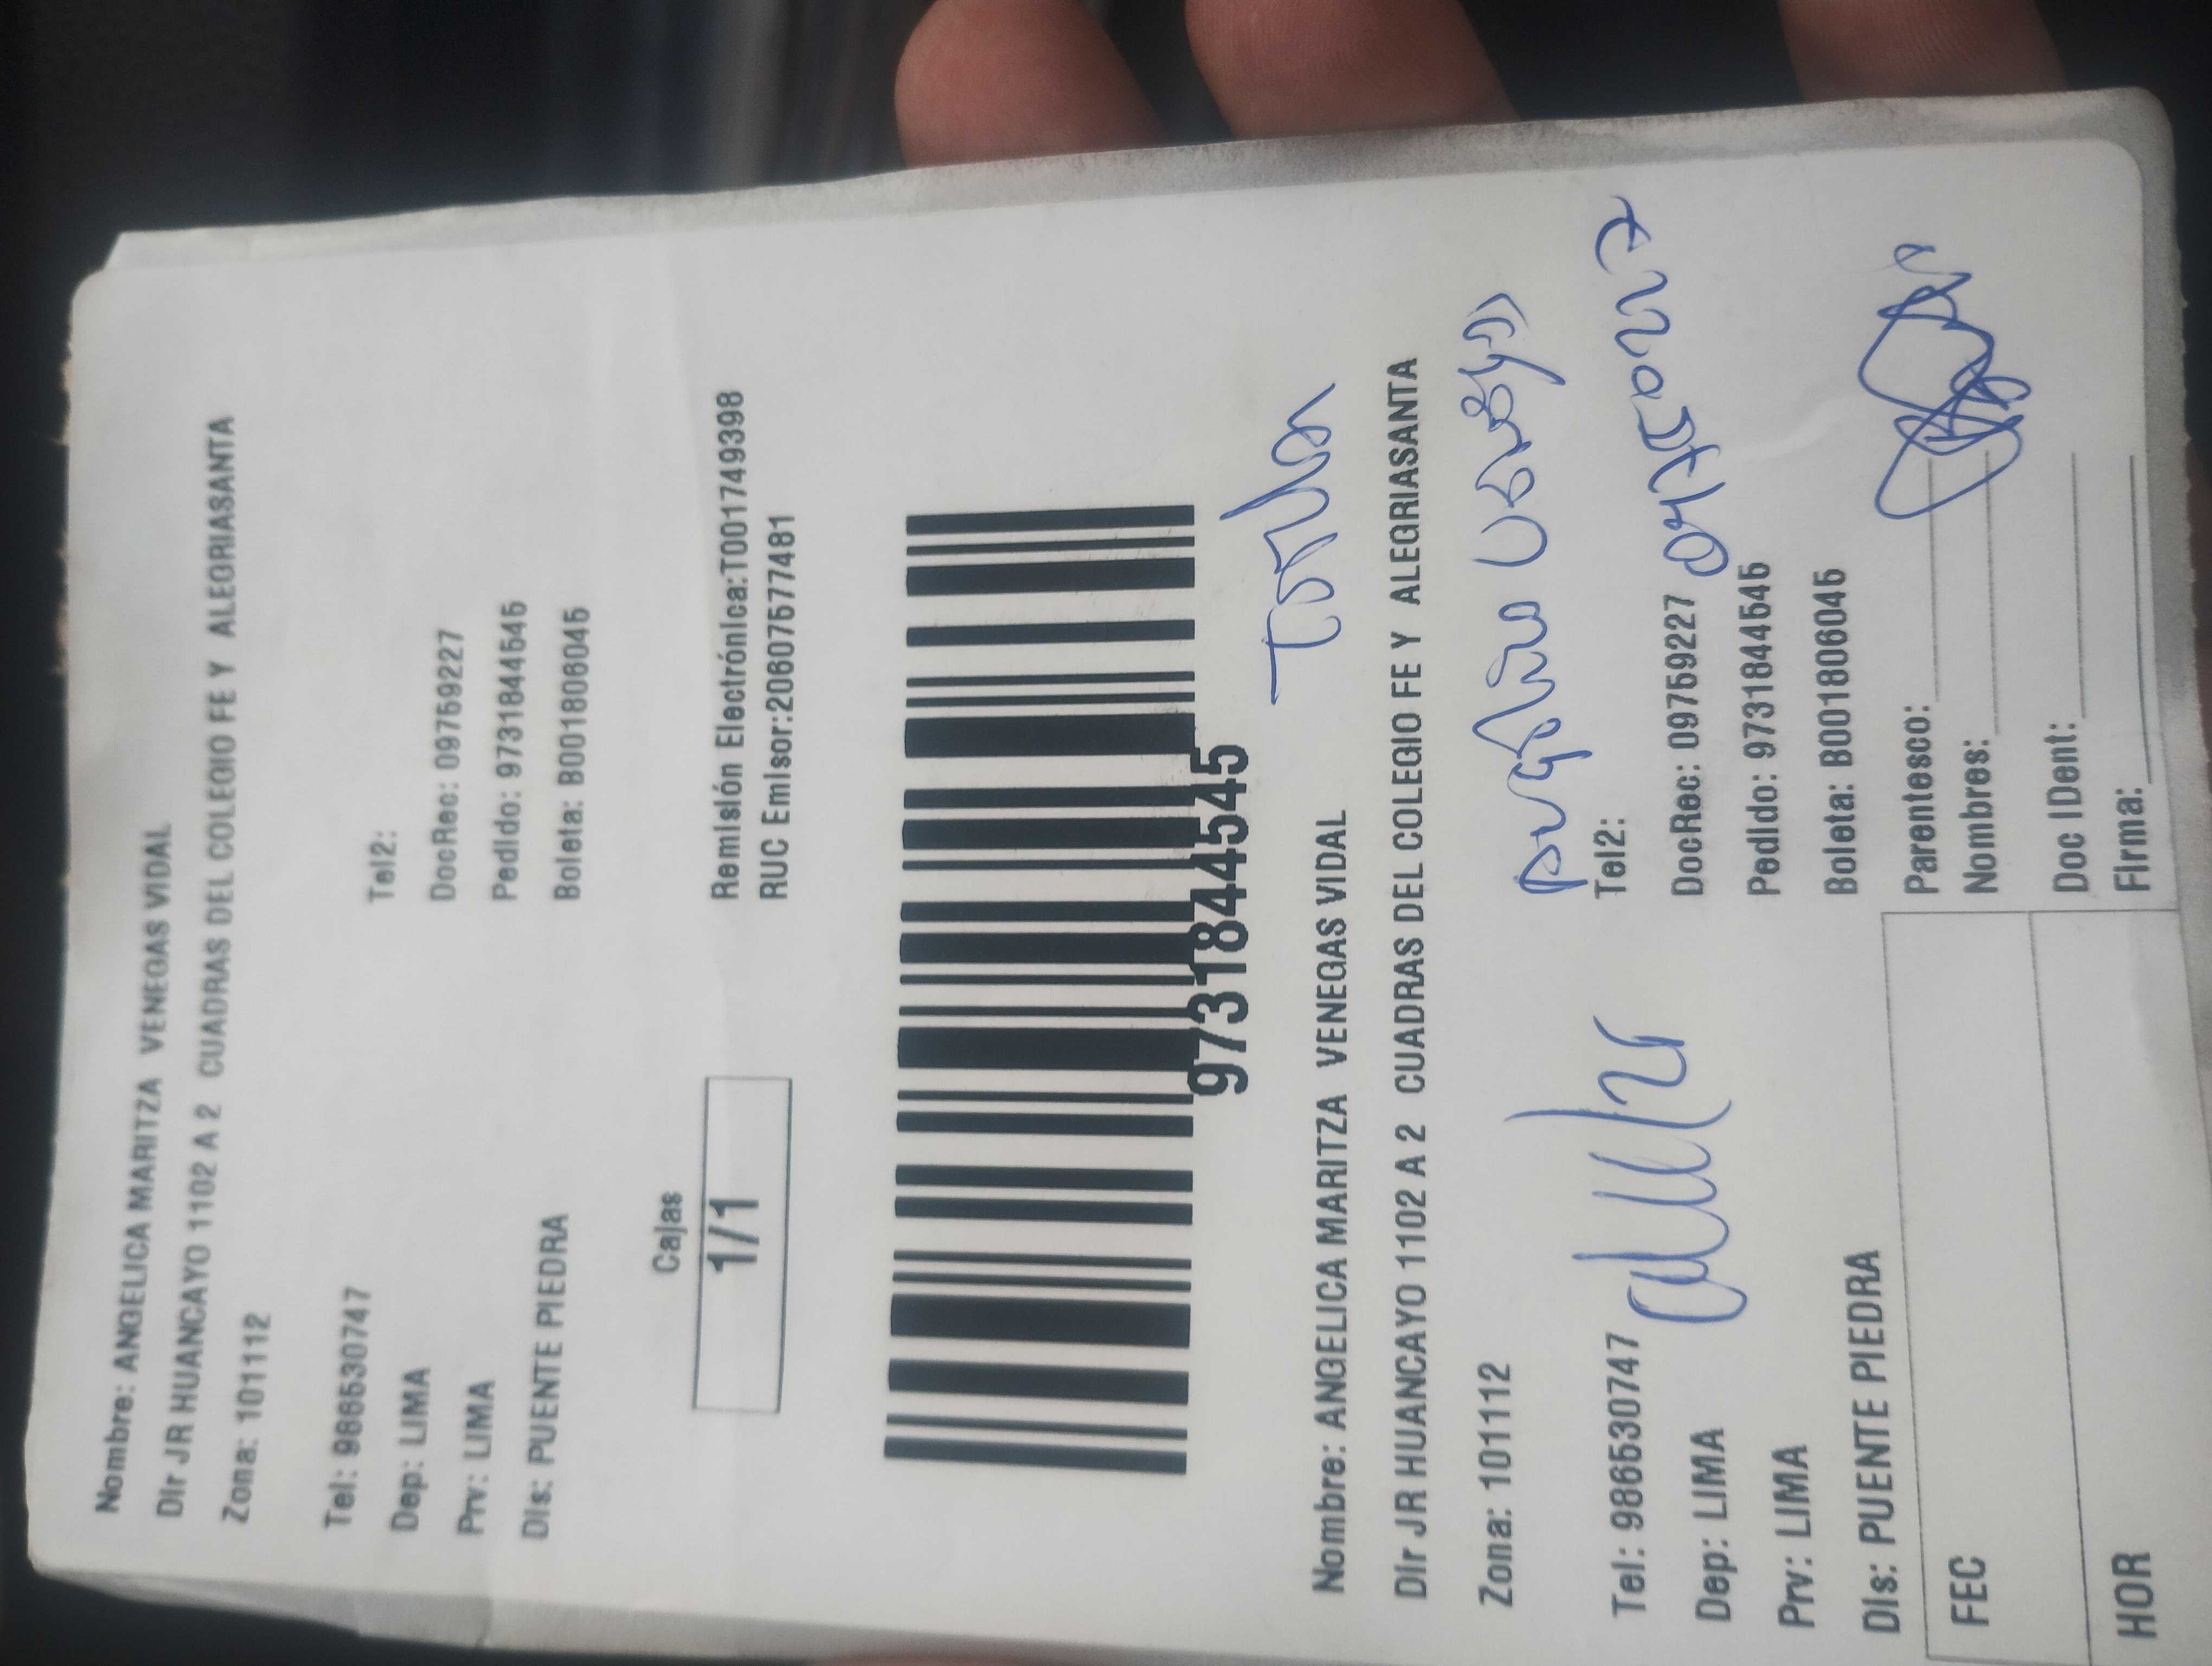 Nombre: ANGELICA MARITZA VENEGAS VIDAL
Dir JR HUANCAYO 1102 A 2 CUADRAS DEL COLEGIO FE Y ALEGRIASANTA
Zona: 101112
Tel: 986530747 Tel2:
Dep: LIMA DocRec: 09759227
Prv: LIMA Pedido: 97318445​45
Dis: PUENTE PIEDRA Boleta: B001806045
Cajas
1/1
Remisión Electrónica:T001749398
RUC Emisor:20607577481
9731844545
Nombre: ANGELICA MARITZA VENEGAS VIDAL
Dir JR HUANCAYO 1102 A 2 CUADRAS DEL COLEGIO FE Y ALEGRIASANTA
Zona: 101112
Tel: 986530747 Tel2:
Dep: LIMA DocRec: 09759227
Prv: LIMA Pedido: 9731844545
Dis: PUENTE PIEDRA Boleta: B001806045
FEC
HOR
Parentesco:
Nombres:
Doc IDent:
Firma: